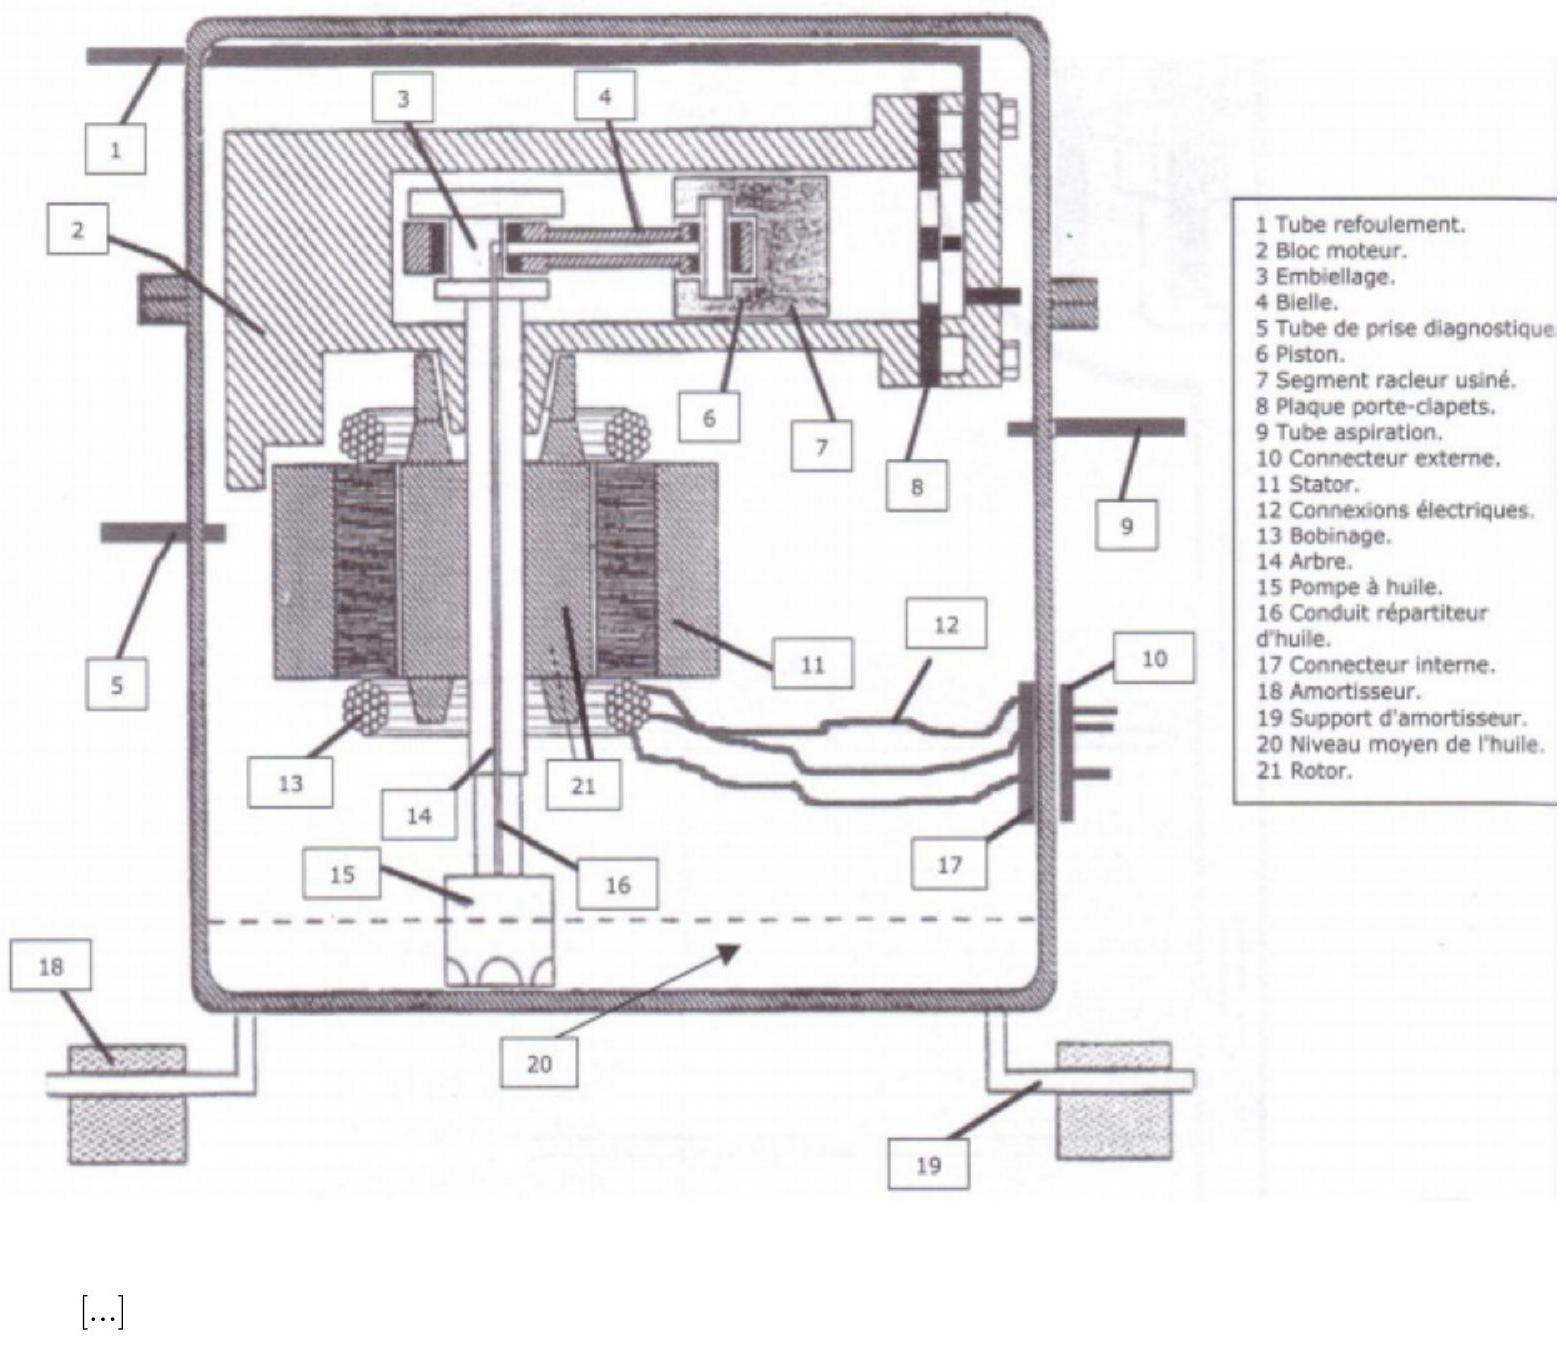 3
4
1
2
1 Tube refoulement.
2 Bloc moteur.
3 Embiellage.
4 Bielle.
5 Tube de prise diagnostique.
6 Piston.
7 Segment racleur usiné.
8 Plaque porte-clapets.
9 Tube aspiration.
10 Connecteur externe.
11 Stator.
12 Connexions électriques.
13 Bobinage.
14 Arbre.
15 Pompe à huile.
16 Conduit répartiteur
d'huile.
17 Connecteur interne.
18 Amortisseur.
19 Support d'amortisseur.
20 Niveau moyen de l'huile.
21 Rotor.
6
7
8
9
12
11
10
5
13
21
14
17
15
16
18
20
19
[...]